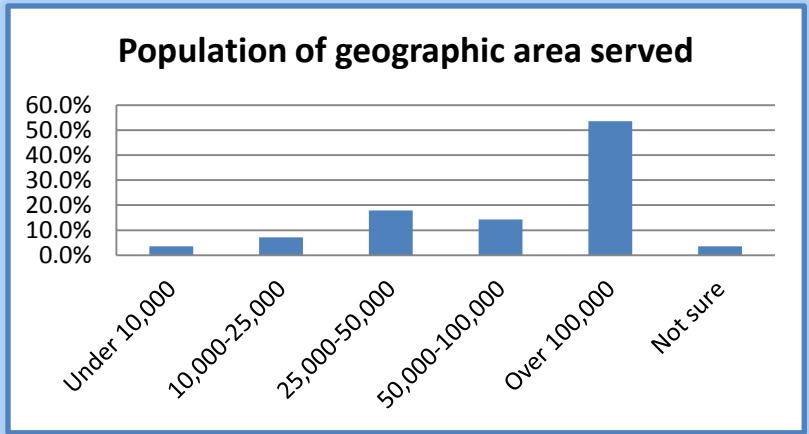 Population of geographic area served
60.0%
50.0%
40.0%
30.0%
20.0%
10.0%
0.0%
Under 10,000
10,000-25,000
25,000-50,000
50,000-100,000
Over 100,000
Not sure